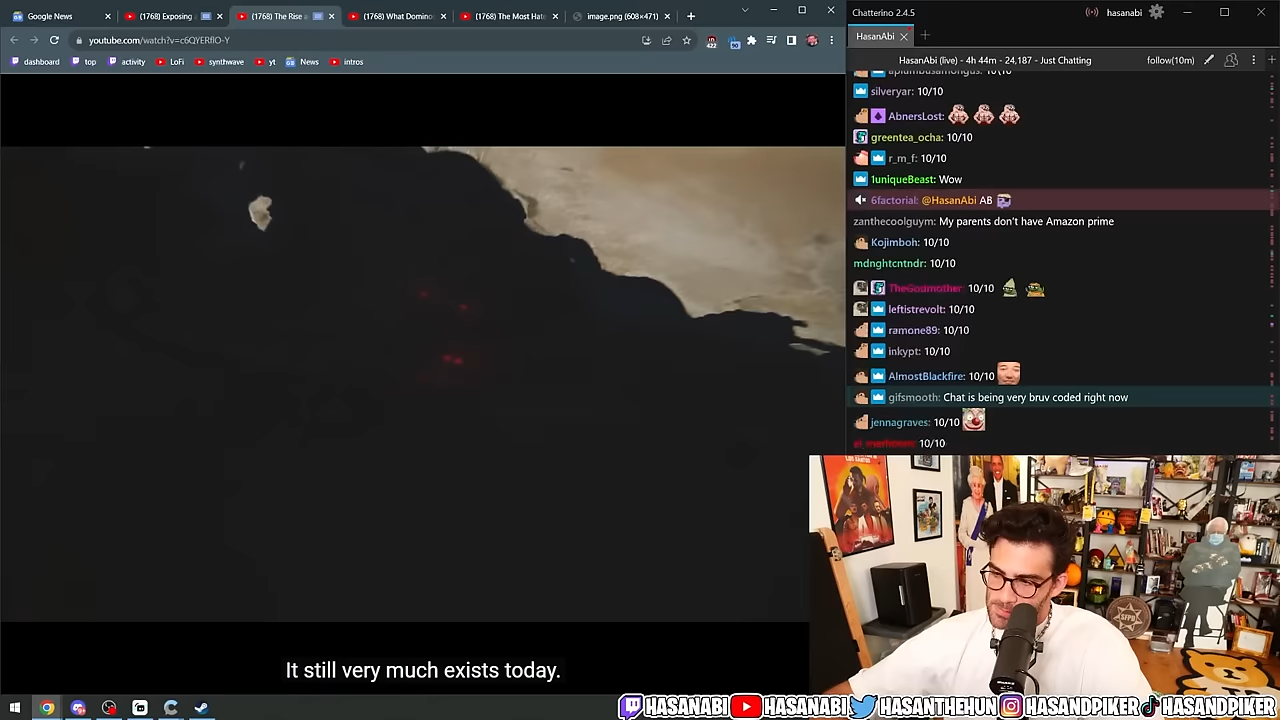 Google News
(1768) Exposing
(1768) The Rise a
(1768) What Domino
(1768) The Most Hat
image.png (608×471)
Chatterino 2.4.5
hasanabi
HasanAbi
youtube.com/watch?v=c6QYERflO-Y
422
90
dashboard
top
activity
LoFi
synthwave
yt
News
intros
HasanAbi (live) - 4h 44m - 24,187 - Just Chatting
follow(10m)
silveryar: 10/10
AbnersLost:
greentea_ocha: 10/10
r_m_f: 10/10
1uniqueBeast: Wow
6factorial: @HasanAbi AB
zanthecoolguym: My parents don't have Amazon prime
Kojimboh: 10/10
mdnghtcntndr: 10/10
TheGodmother 10/10
leftistrevolt: 10/10
ramone89: 10/10
inkypt: 10/10
AlmostBlackfire: 10/10
gifsmooth: Chat is being very bruv coded right now
jennagraves: 10/10
10/10
It still very much exists today.
HASANABI
HASANABI
HASANTHEHUN
HASANDPIKER
HASANDPIKER